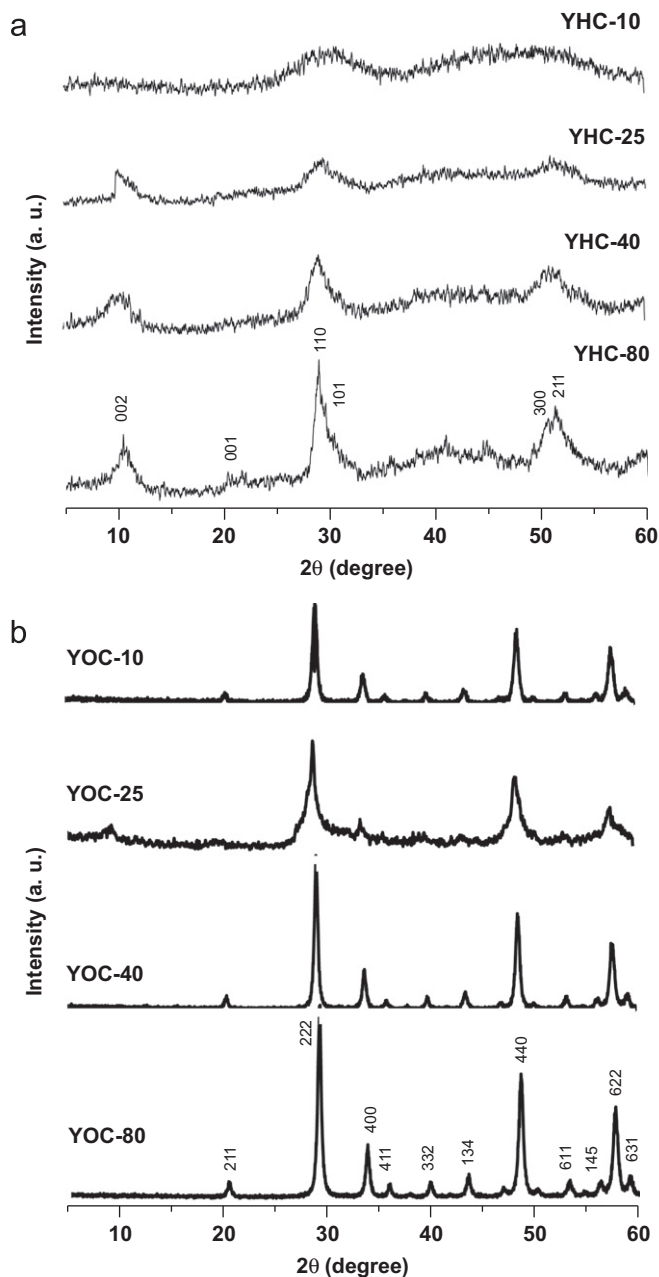 a
YHC-10
YHC-25
YHC-40
YHC-80
002
001
110
101
300
211
Intensity (a. u.)
10 20 30 40 50 60
2θ (degree)
b
YOC-10
YOC-25
YOC-40
YOC-80
211
222
400
411
332
134
440
611
145
622
631
Intensity (a. u.)
10 20 30 40 50 60
2θ (degree)